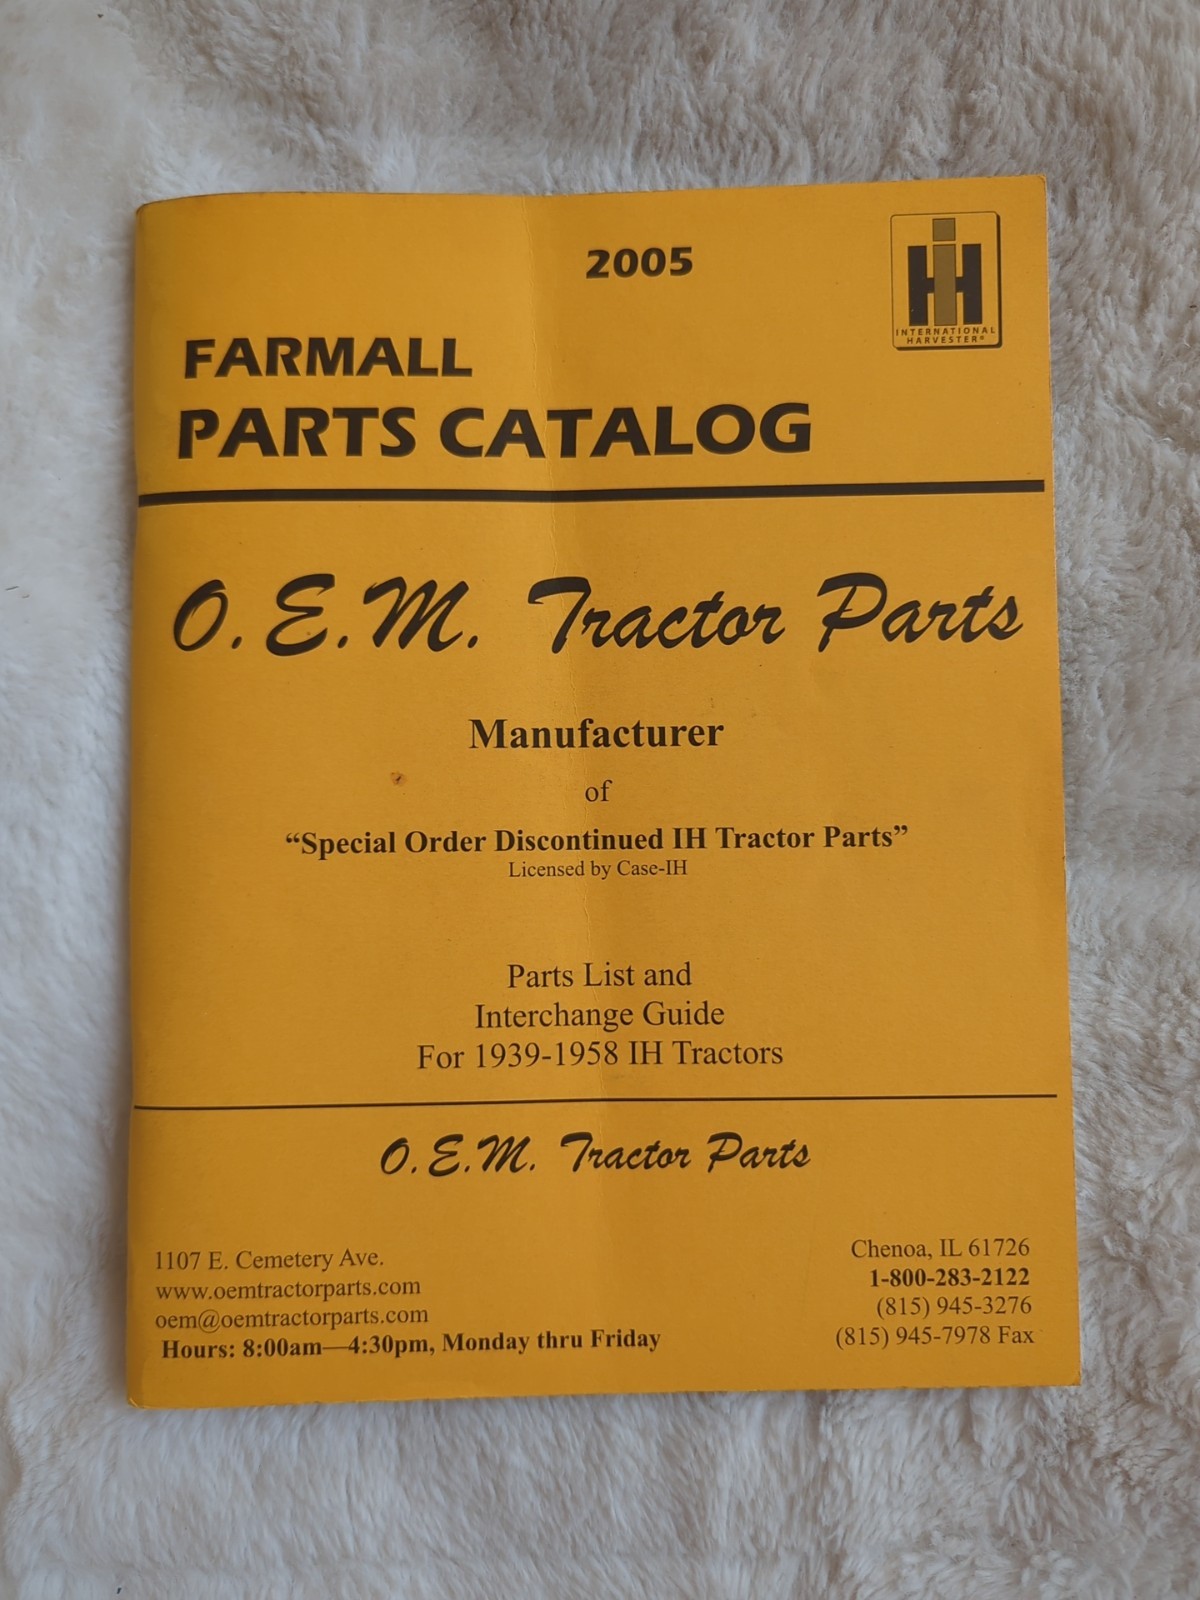 2005
IH
INTERNATIONAL
HARVESTER®
FARMALL
PARTS CATALOG
O.E.M. Tractor Parts
Manufacturer
of
“Special Order Discontinued IH Tractor Parts”
Licensed by Case-IH
Parts List and
Interchange Guide
For 1939-1958 IH Tractors
O.E.M. Tractor Parts
1107 E. Cemetery Ave.
www.oemtractorparts.com
oem@oemtractorparts.com
Hours: 8:00am—4:30pm, Monday thru Friday
Chenoa, IL 61726
1-800-283-2122
(815) 945-3276
(815) 945-7978 Fax